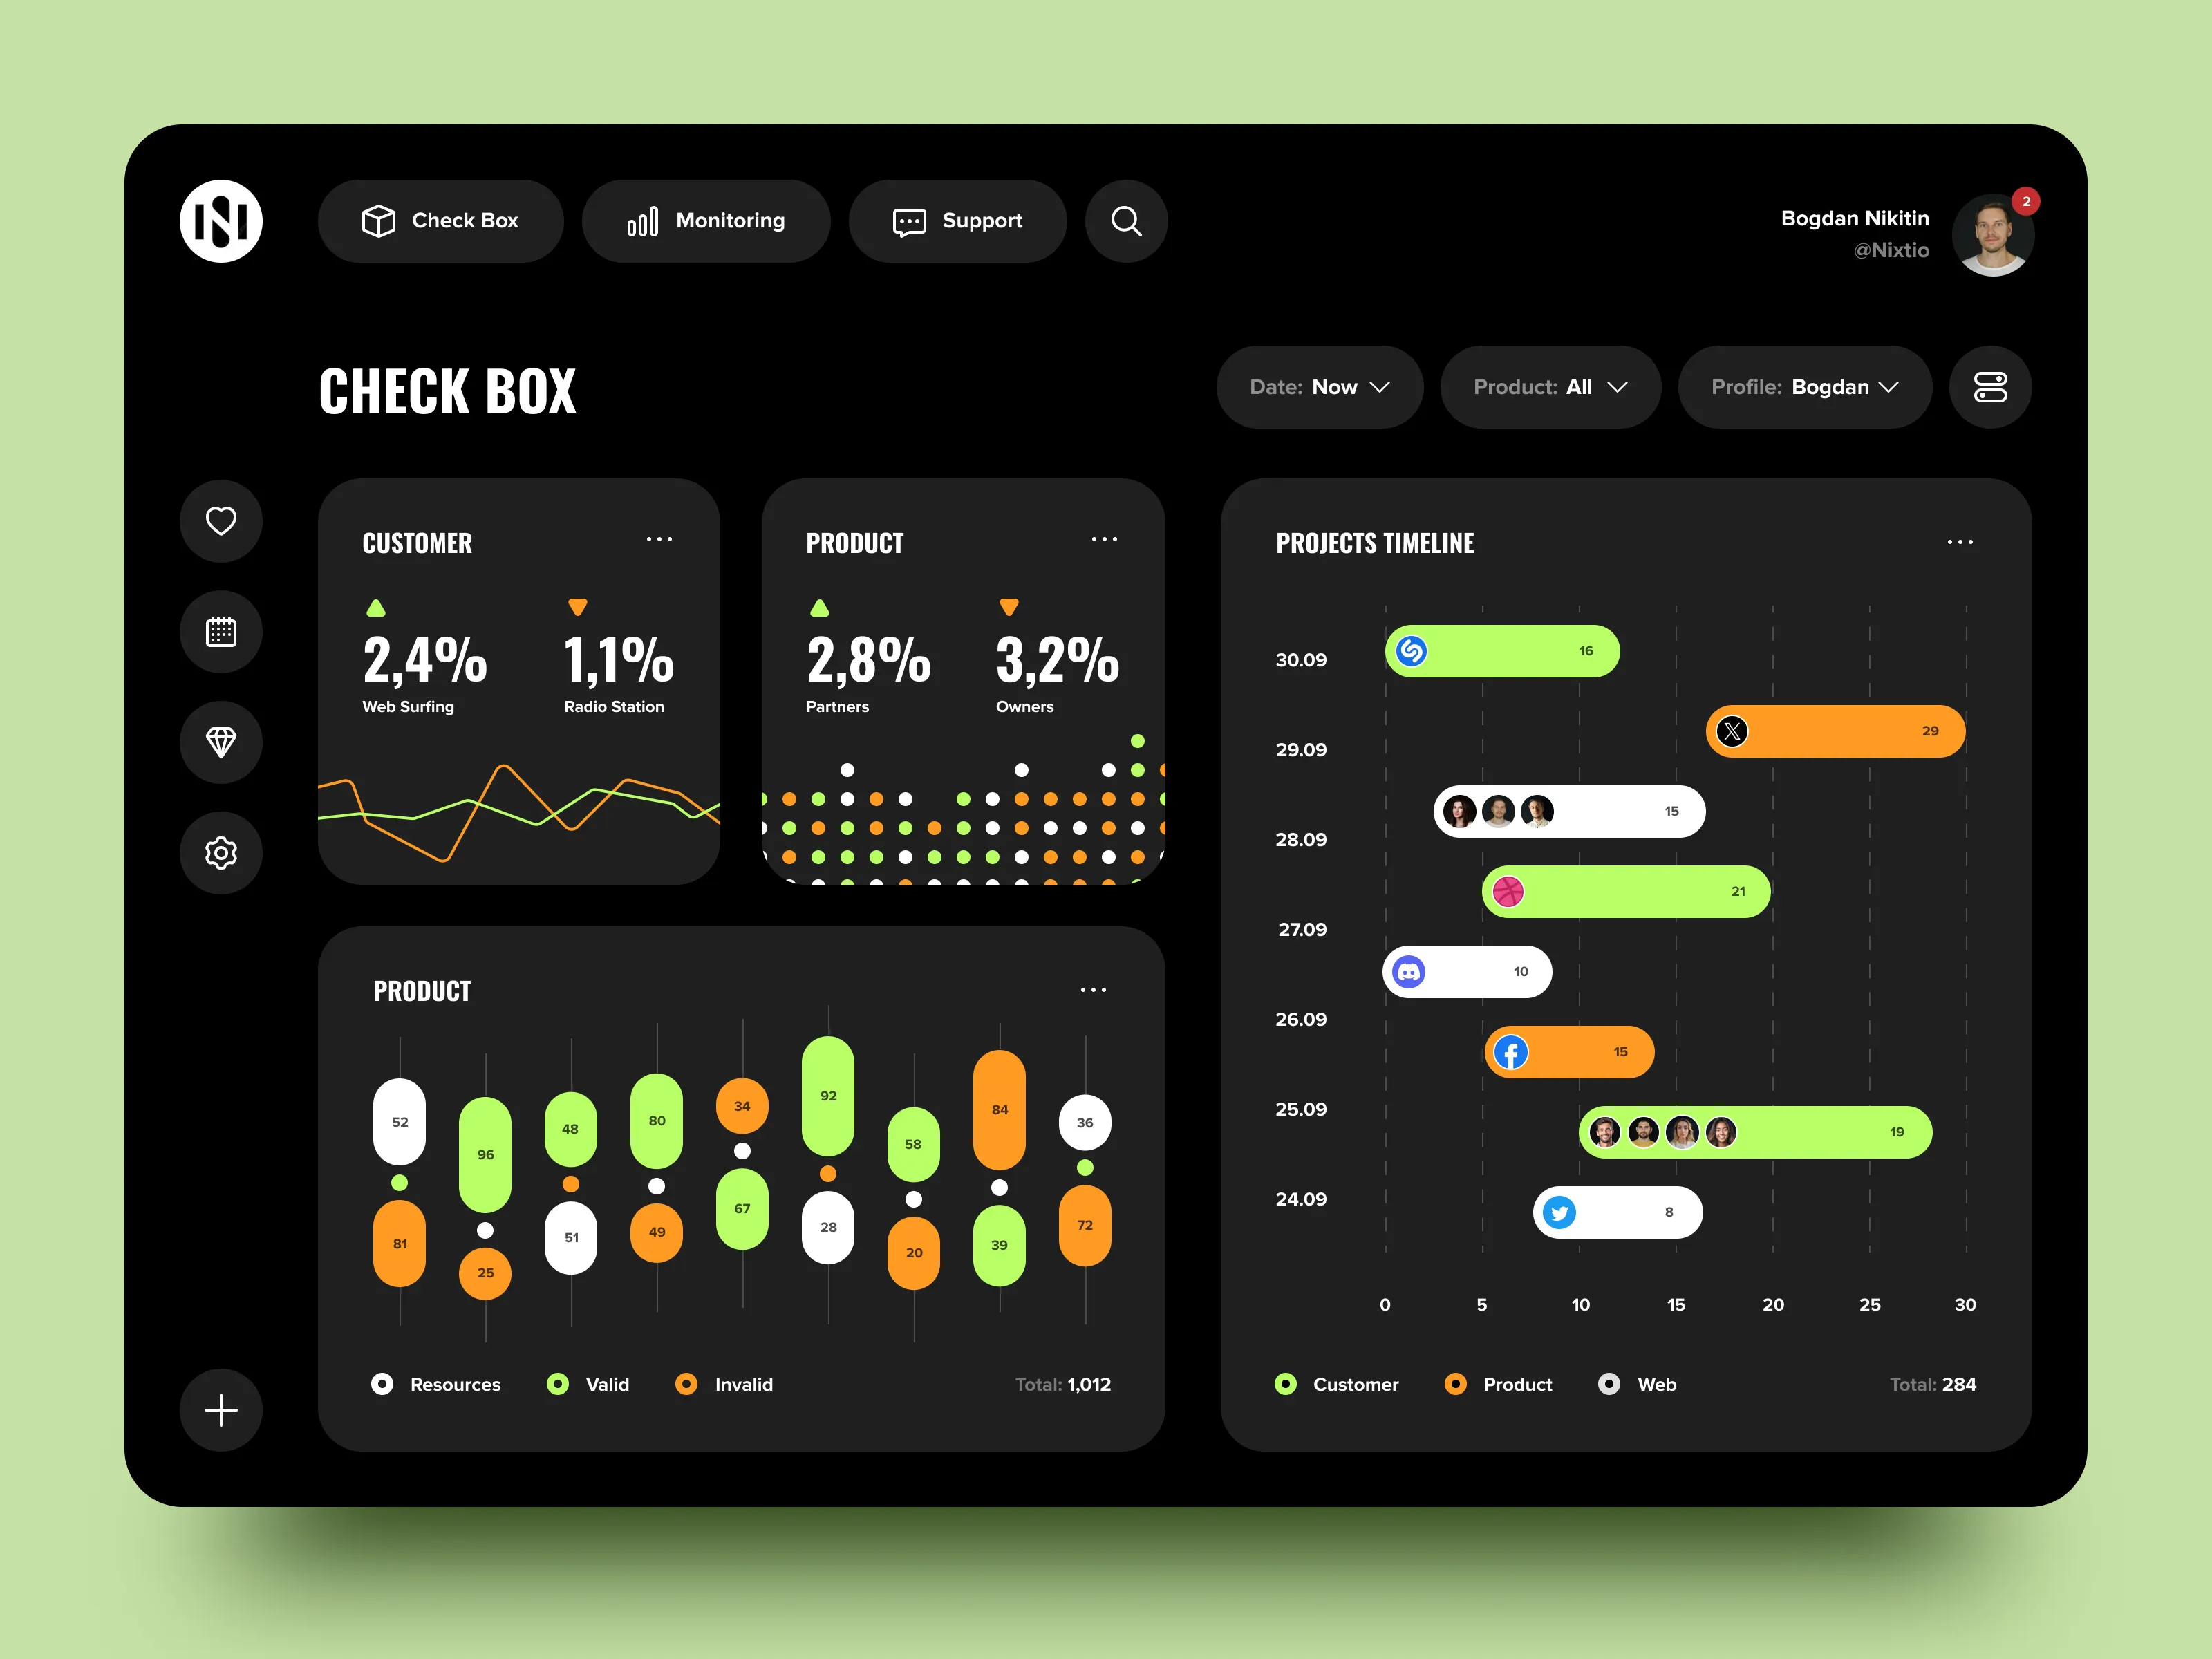 Check Box
Monitoring
Support
Bogdan Nikitin
@Nixtio
2
CHECK BOX
Date: Now
Product: All
Profile: Bogdan
CUSTOMER
2,4%
Web Surfing
1,1%
Radio Station
PRODUCT
2,8%
Partners
3,2%
Owners
PRODUCT
52
81
96
25
48
51
80
49
34
67
92
28
58
20
84
39
36
72
Resources
Valid
Invalid
Total: 1,012
PROJECTS TIMELINE
30.09
16
29.09
29
28.09
15
27.09
21
26.09
10
25.09
15
24.09
19
8
0 5 10 15 20 25 30
Customer
Product
Web
Total: 284